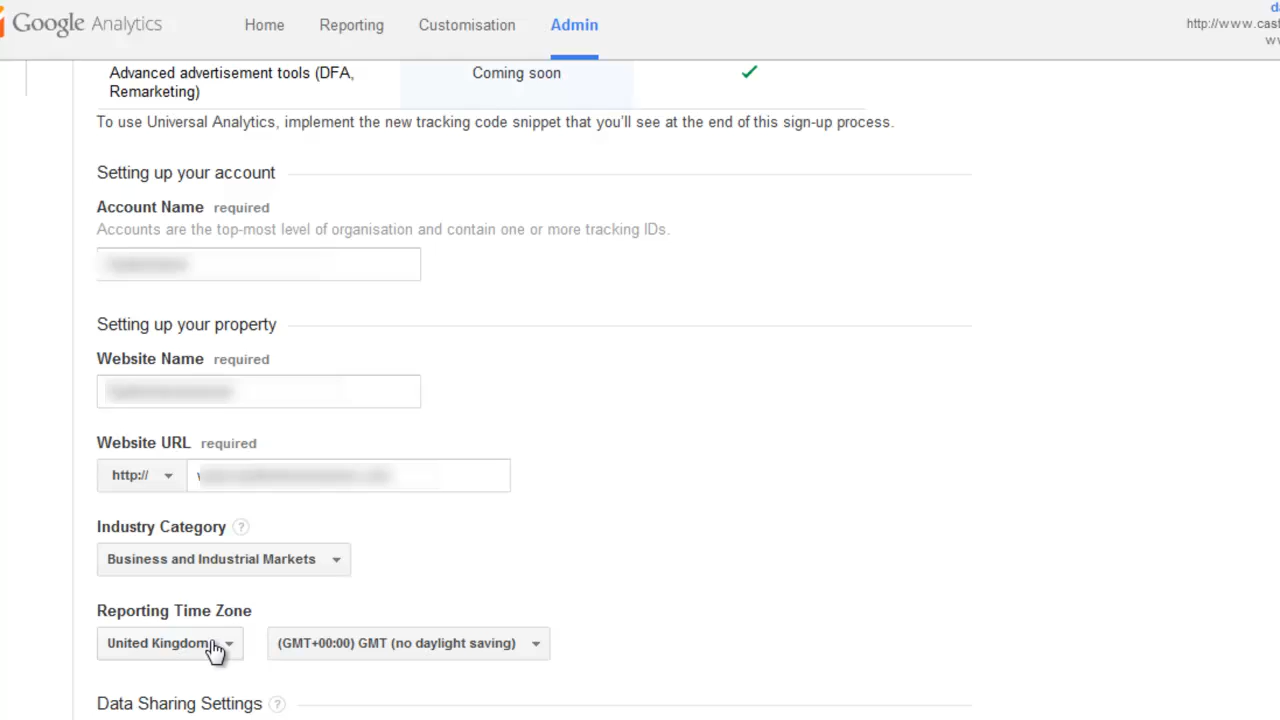 Google Analytics
Home
Reporting
Customisation
Admin
http://www.cast
Advanced advertisement tools (DFA,
Remarketing)
Coming soon
To use Universal Analytics, implement the new tracking code snippet that you'll see at the end of this sign-up process.
Setting up your account
Account Name required
Accounts are the top-most level of organisation and contain one or more tracking IDs.
Setting up your property
Website Name required
Website URL required
http://
Industry Category ?
Business and Industrial Markets
Reporting Time Zone
United Kingdom
(GMT+00:00) GMT (no daylight saving)
Data Sharing Settings ?